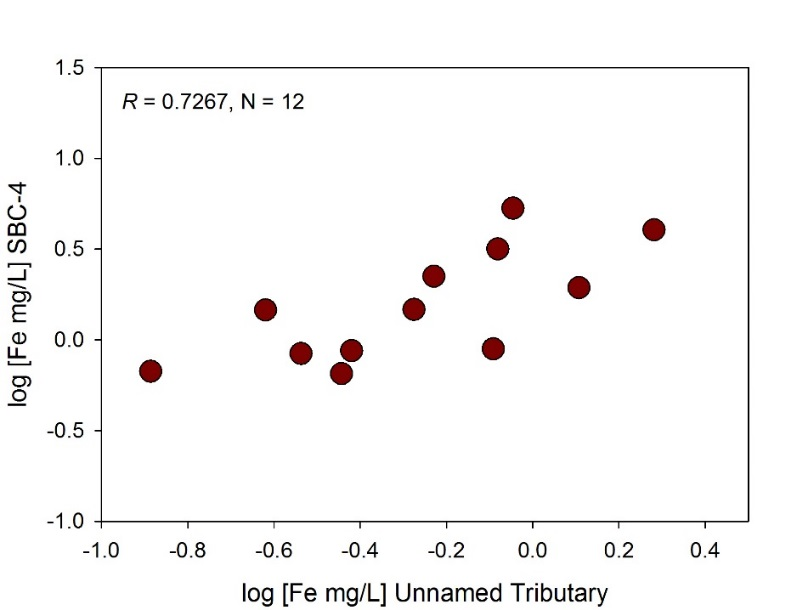 1.5
R = 0.7267, N = 12
1.0
0.5
0.0
-0.5
-1.0
log [Fe mg/L] SBC-4
-1.0 -0.8 -0.6 -0.4 -0.2 0.0 0.2 0.4
log [Fe mg/L] Unnamed Tributary